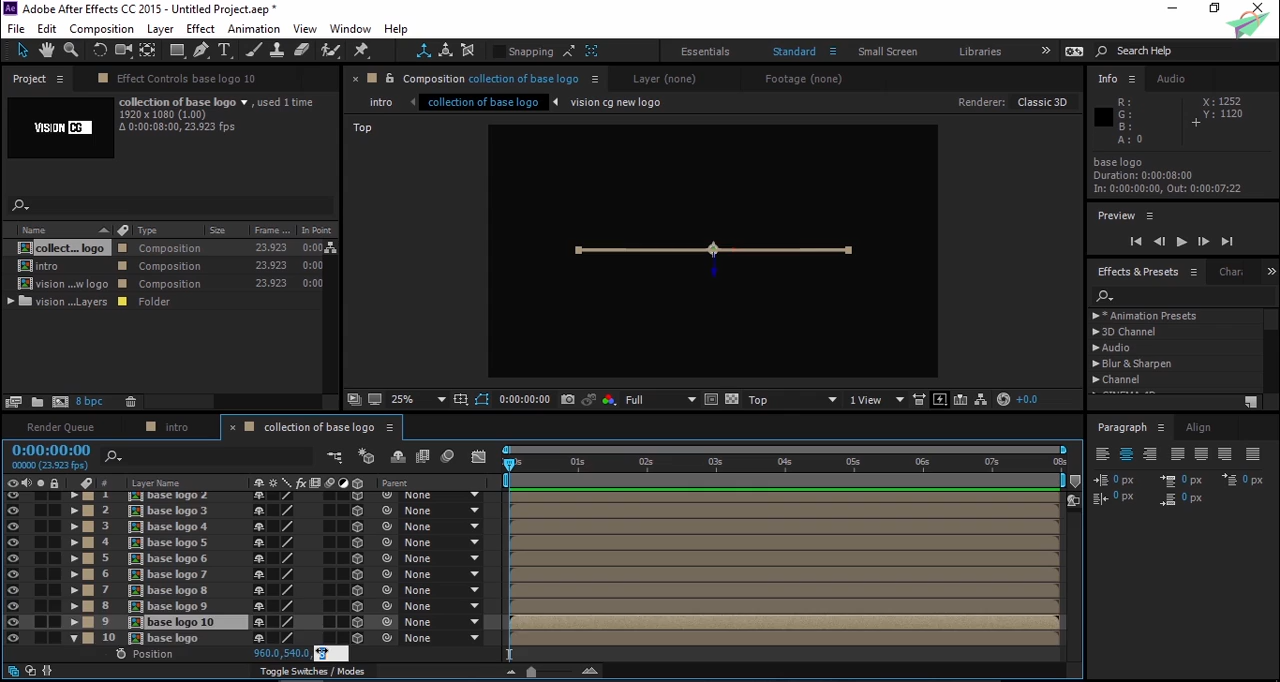 Adobe After Effects CC 2015 - Untitled Project.aep *
File Edit Composition Layer Effect Animation View Window Help
Snapping Essentials Standard Small Screen Libraries Search Help
Project Effect Controls base logo 10
Composition collection of base logo Layer (none) Footage (none)
Info Audio
collection of base logo , used 1 time
1920 x 1080 (1.00)
Δ 0:00:08:00, 23.923 fps
VISION CG
intro collection of base logo vision cg new logo Renderer: Classic 3D
Top
R : X : 1252
G : Y : 1120
B :
A : 0
base logo
Duration: 0:00:08:00
In: 0:00:00:00, Out: 0:00:07:22
Preview
Name Type Size Frame ... In Point
collect... logo Composition 23.923 0:00
intro Composition 23.923 0:00
vision ...w logo Composition 23.923 0:00
vision ...Layers Folder
8 bpc
Effects & Presets Chara
* Animation Presets
3D Channel
Audio
Blur & Sharpen
Channel
CINEMA 4D
25% 0:00:00:00 Full Top 1 View +0.0
Render Queue intro collection of base logo
Paragraph Align
0:00:00:00
00000 (23.923 fps)
01s 02s 03s 04s 05s 06s 07s 08s
# Layer Name Parent
0 px 0 px 0 px
0 px 0 px
1 base logo 2 None
2 base logo 3 None
3 base logo 4 None
4 base logo 5 None
5 base logo 6 None
6 base logo 7 None
7 base logo 8 None
8 base logo 9 None
9 base logo 10 None
10 base logo None
Position 960.0,540.0,
Toggle Switches / Modes